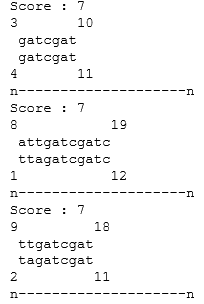 Score : 7
3       10
 gatcgat
 gatcgat
4       11
n---------------------n
Score : 7
8           19
 attgatcgatc
 ttagatcgatc
1           12
n---------------------n
Score : 7
9         18
 ttgatcgat
 tagatcgat
2         11
n---------------------n